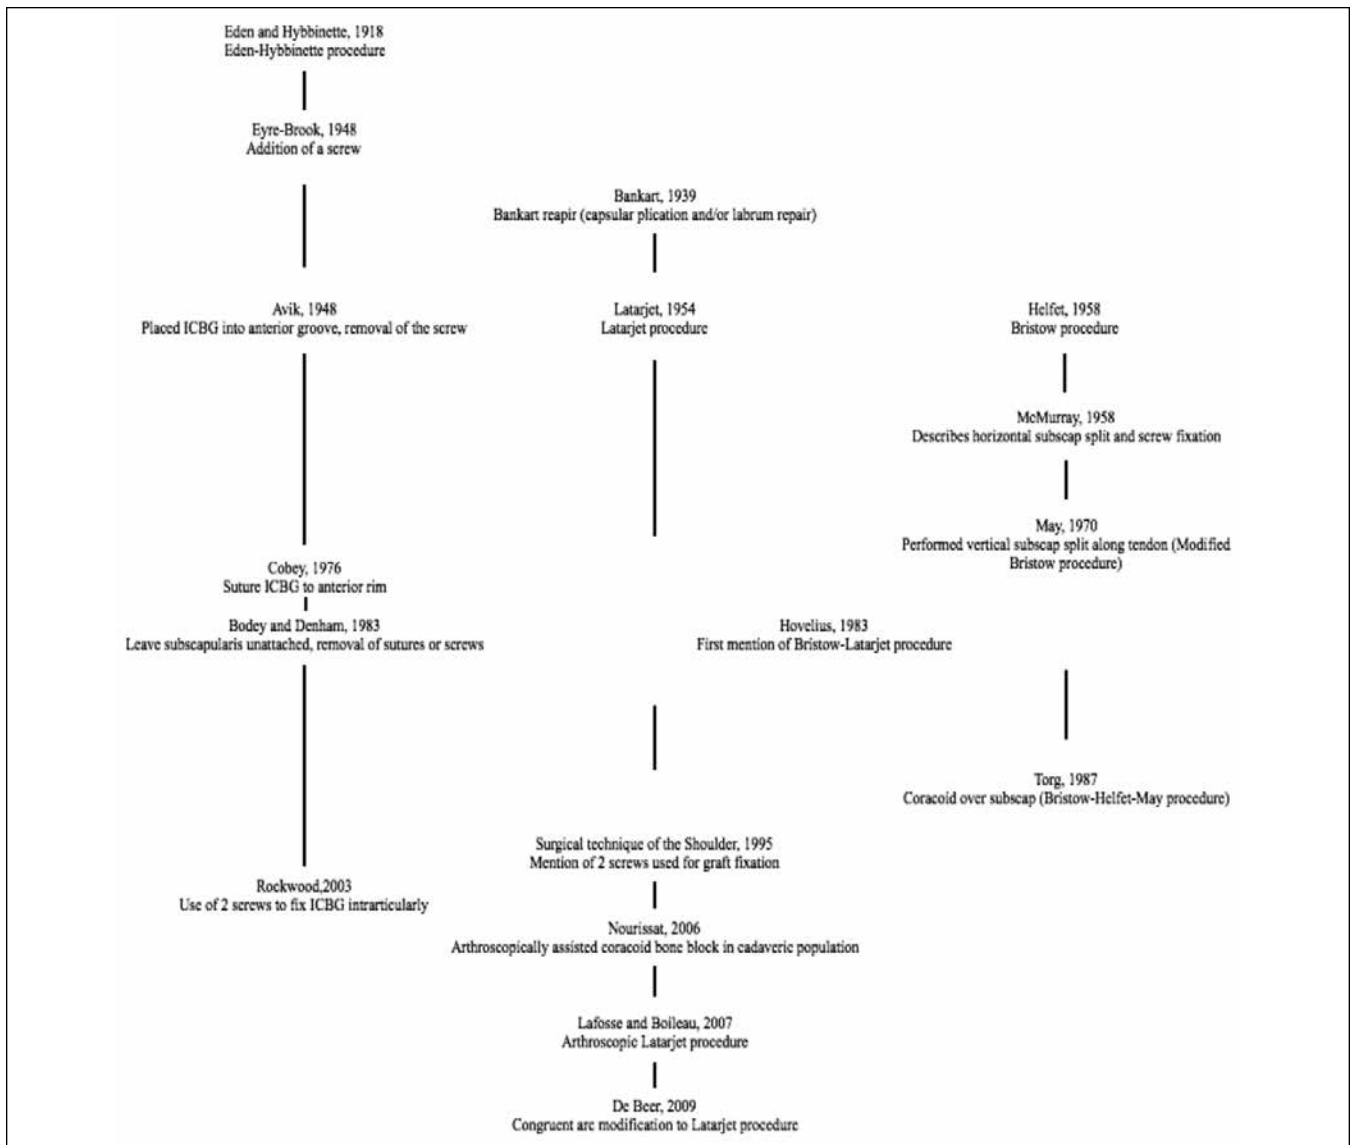 Eden and Hybbinette, 1918
Eden-Hybbinette procedure
Eyre-Brook, 1948
Addition of a screw
Avik, 1948
Placed ICBG into anterior groove, removal of the screw
Cobey, 1976
Suture ICBG to anterior rim
Bodey and Denham, 1983
Leave subscapularis unattached, removal of sutures or screws
Rockwood,2003
Use of 2 screws to fix ICBG intrarticularly
Bankart, 1939
Bankart reapir (capsular plication and/or labrum repair)
Latarjet, 1954
Latarjet procedure
Hovelius, 1983
First mention of Bristow-Latarjet procedure
Surgical technique of the Shoulder, 1995
Mention of 2 screws used for graft fixation
Nourissat, 2006
Arthroscopically assisted coracoid bone block in cadaveric population
Lafosse and Boileau, 2007
Arthroscopic Latarjet procedure
De Beer, 2009
Congruent arc modification to Latarjet procedure
Helfet, 1958
Bristow procedure
McMurray, 1958
Describes horizontal subscap split and screw fixation
May, 1970
Performed vertical subscap split along tendon (Modified
Bristow procedure)
Torg, 1987
Coracoid over subscap (Bristow-Helfet-May procedure)